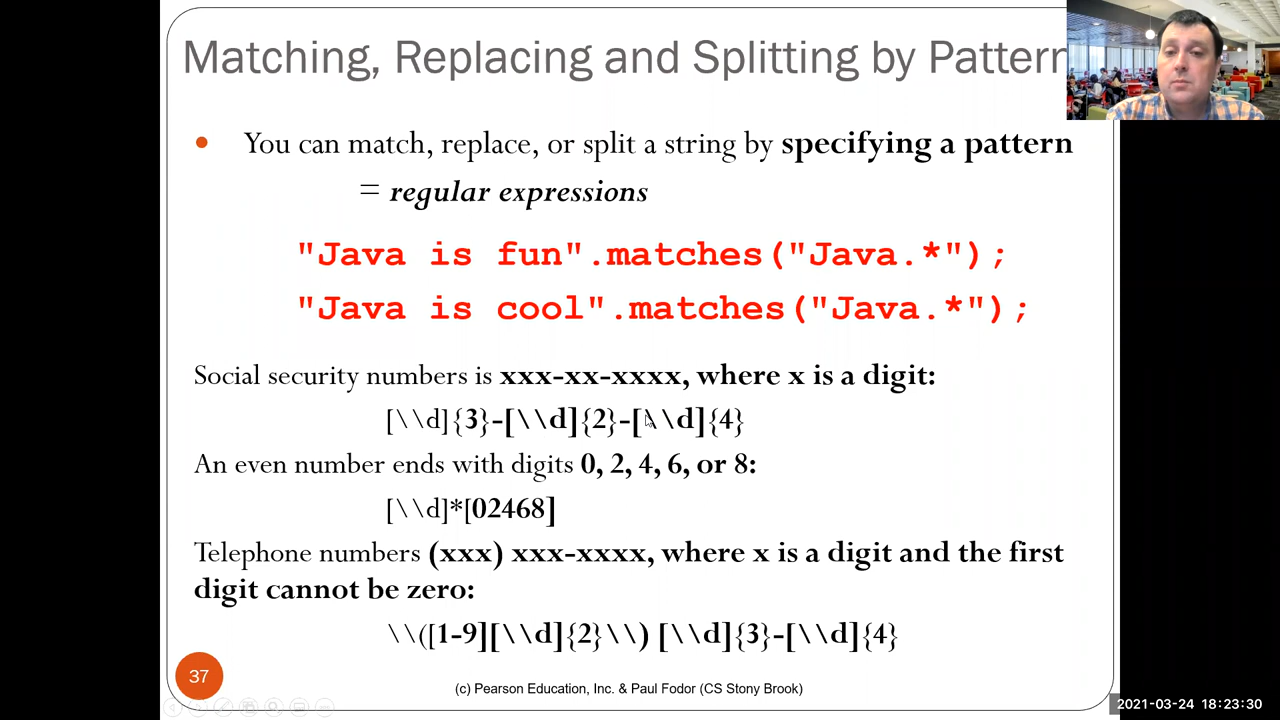 Matching, Replacing and Splitting by Pattern
• You can match, replace, or split a string by specifying a pattern
= regular expressions
"Java is fun".matches("Java.*");
"Java is cool".matches("Java.*");
Social security numbers is xxx-xx-xxxx, where x is a digit:
[\\d]{3}-[\\d]{2}-[\\d]{4}
An even number ends with digits 0, 2, 4, 6, or 8:
[\\d]*[02468]
Telephone numbers (xxx) xxx-xxxx, where x is a digit and the first
digit cannot be zero:
\\([1-9][\\d]{2}\\) [\\d]{3}-[\\d]{4}
37
(c) Pearson Education, Inc. & Paul Fodor (CS Stony Brook)
2021-03-24 18:23:30